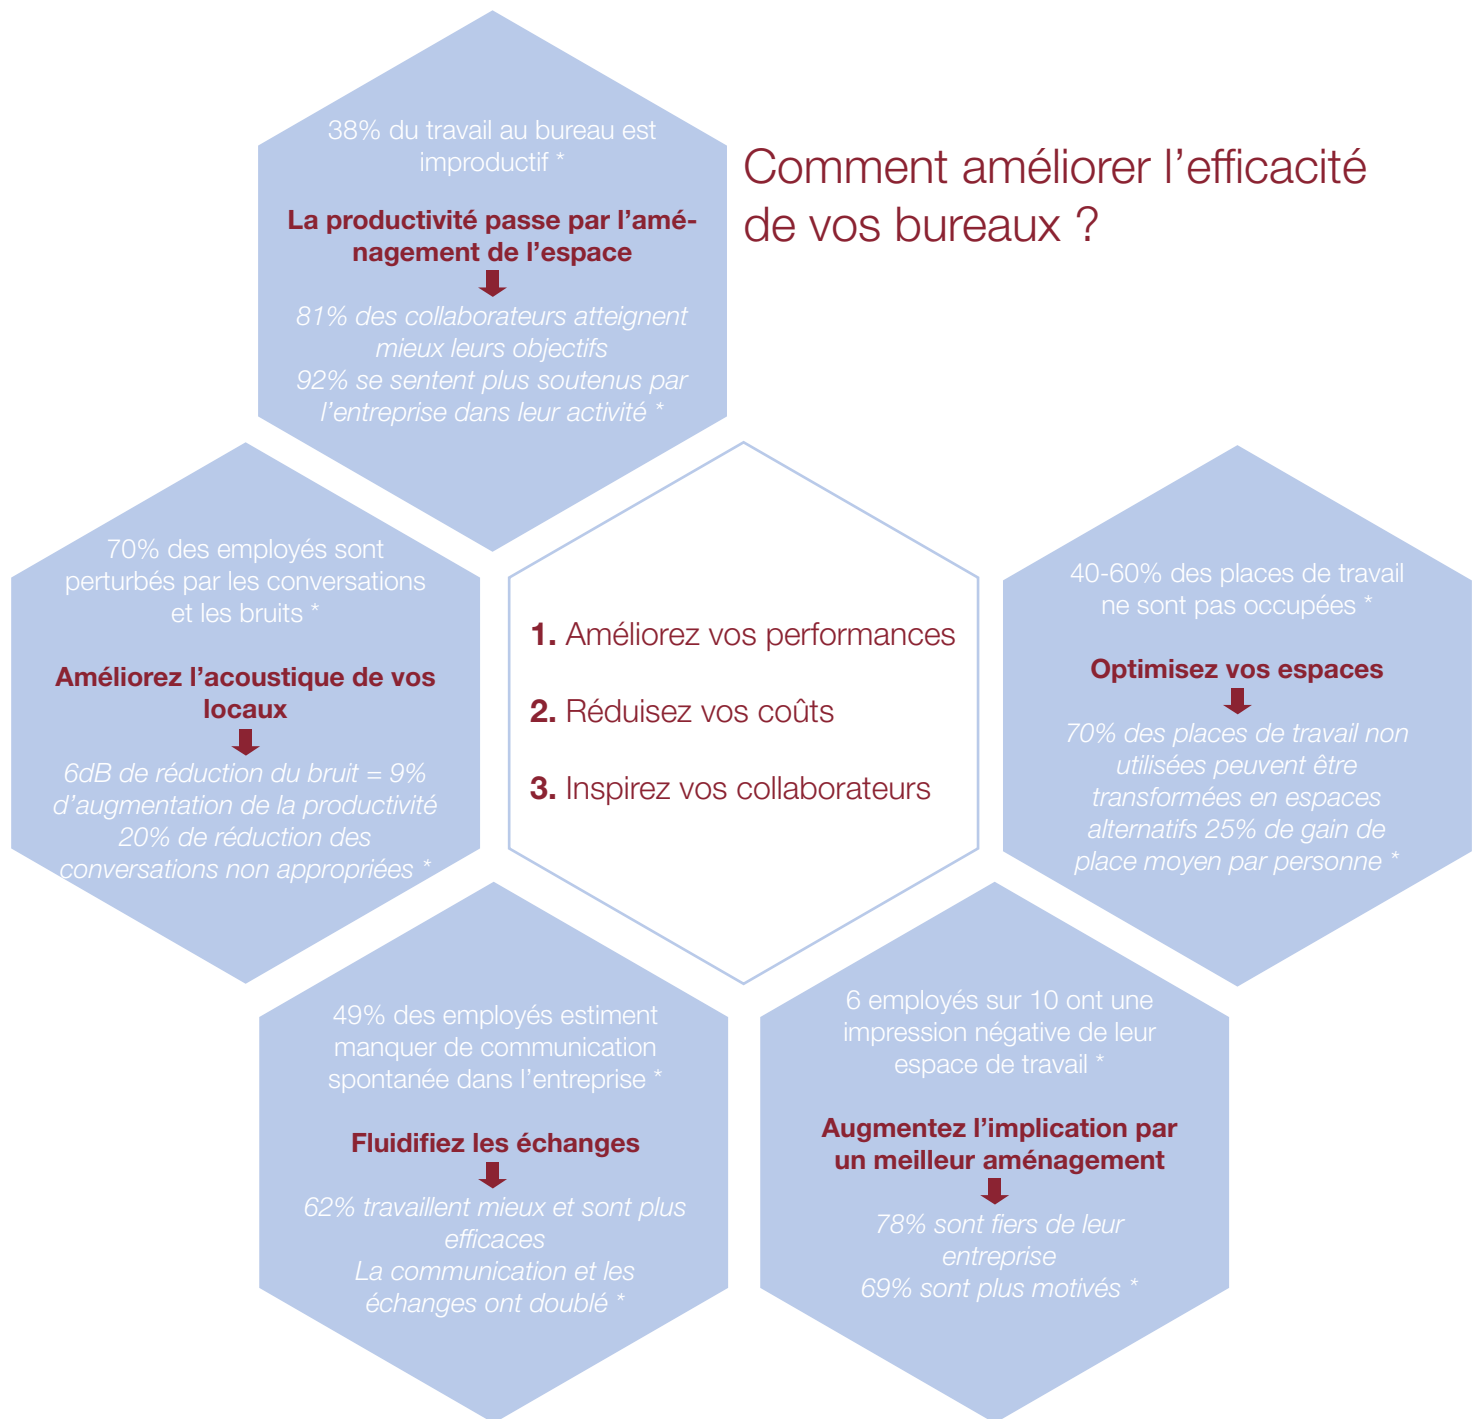 38% du travail au bureau est
improductif *
La productivité passe par l’amé-
nagement de l’espace
81% des collaborateurs atteignent
mieux leurs objectifs
92% se sentent plus soutenus par
l’entreprise dans leur activité *
Comment améliorer l’efficacité
de vos bureaux ?
70% des employés sont
perturbés par les conversations
et les bruits *
Améliorez l’acoustique de vos
locaux
6dB de réduction du bruit = 9%
d’augmentation de la productivité
20% de réduction des
conversations non appropriées *
1. Améliorez vos performances
2. Réduisez vos coûts
3. Inspirez vos collaborateurs
40-60% des places de travail
ne sont pas occupées *
Optimisez vos espaces
70% des places de travail non
utilisées peuvent être
transformées en espaces
alternatifs 25% de gain de
place moyen par personne *
49% des employés estiment
manquer de communication
spontanée dans l’entreprise *
Fluidifiez les échanges
62% travaillent mieux et sont plus
efficaces
La communication et les
échanges ont doublé *
6 employés sur 10 ont une
impression négative de leur
espace de travail *
Augmentez l’implication par
un meilleur aménagement
78% sont fiers de leur
entreprise
69% sont plus motivés *